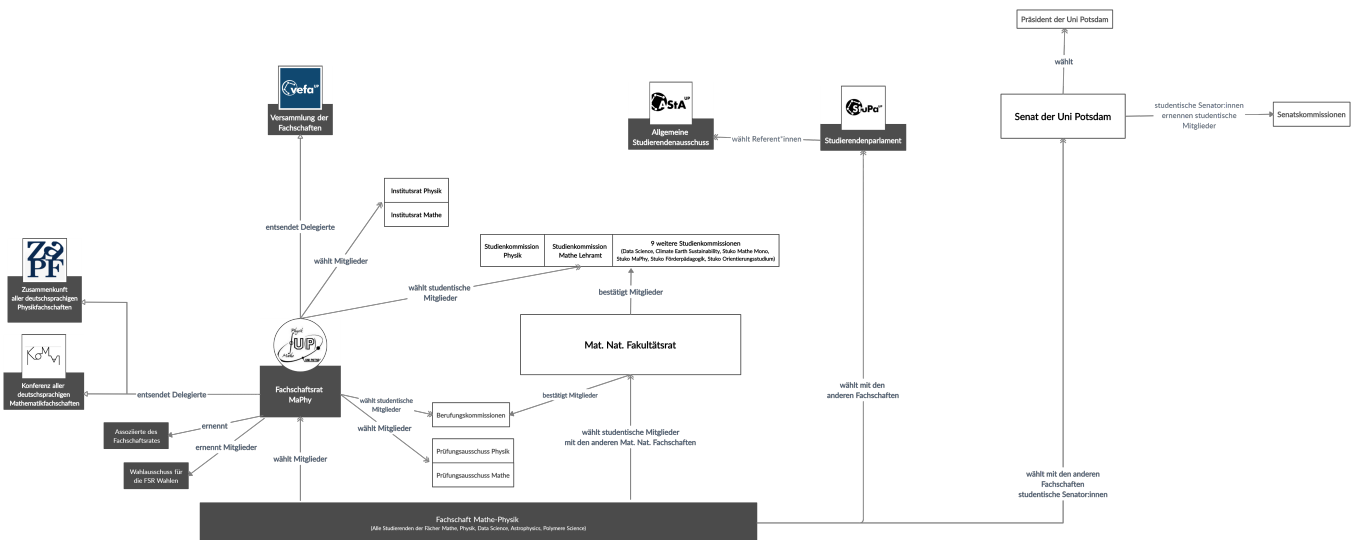 Präsident der Uni Potsdam
wählt
Senat der Uni Potsdam
studentische Senator:innen
ernennen studentische
Mitglieder
Senatskommissionen
vefa UP
Versammlung der
Fachschaften
AStA UP
Allgemeine
Studierendenausschuss
wählt Referent*innen
StuPa UP
Studierendenparlament
entsendet Delegierte
Institutsrat Physik
Institutsrat Mathe
wählt Mitglieder
Studienkommission
Physik
Studienkommission
Mathe Lehramt
9 weitere Studienkommissionen
(Data Science, Climate Earth Sustainability, Stuko Mathe Mono,
Stuko MaPhy, Stuko Förderpädagogik, Stuko Orientierungsstudium)
wählt studentische
Mitglieder
bestätigt Mitglieder
ZaPF
Zusammenkunft
aller deutschsprachigen
Physikfachschaften
KoMa
Konferenz aller
deutschsprachigen
Mathematikfachschaften
entsendet Delegierte
Physik
UP
Mathe
Fachschaftsrat
MaPhy
Mat. Nat. Fakultätsrat
wählt studentische
Mitglieder
Berufungskommissionen
bestätigt Mitglieder
wählt Mitglieder
Prüfungsausschuss Physik
Prüfungsausschuss Mathe
ernennt
Assoziierte des
Fachschaftsrates
ernennt Mitglieder
Wahlausschuss für
die FSR Wahlen
wählt Mitglieder
wählt studentische Mitglieder
mit den anderen Mat. Nat. Fachschaften
wählt mit den
anderen Fachschaften
wählt mit den anderen
Fachschaften
studentische Senator:innen
Fachschaft Mathe-Physik
(Alle Studierenden der Fächer Mathe, Physik, Data Science, Astrophysics, Polymere Science)